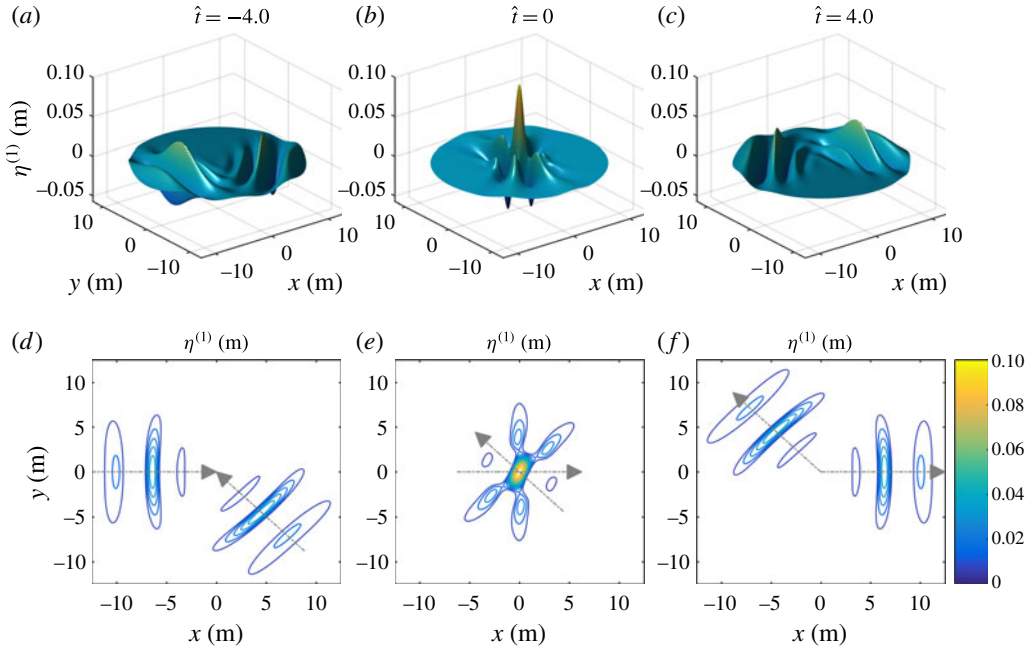 (a) t̂ = −4.0 (b) t̂ = 0 (c) t̂ = 4.0
0.10 0.10 0.10
0.05 0.05 0.05
η(1) (m) 0 0 0
−0.05 −0.05 −0.05
10 10 10 10 10 10
0 0 0 0 0 0
−10 −10 −10 −10 −10 −10
y (m) x (m) x (m) x (m)
(d) η(1) (m) (e) η(1) (m) (f) η(1) (m)
10 10 10 0.10
5 5 5 0.08
y (m) 0 0 0 0.06
−5 −5 −5 0.04
−10 −10 −10 0.02
0
−10 −5 0 5 10 −10 −5 0 5 10 −10 −5 0 5 10
x (m) x (m) x (m)